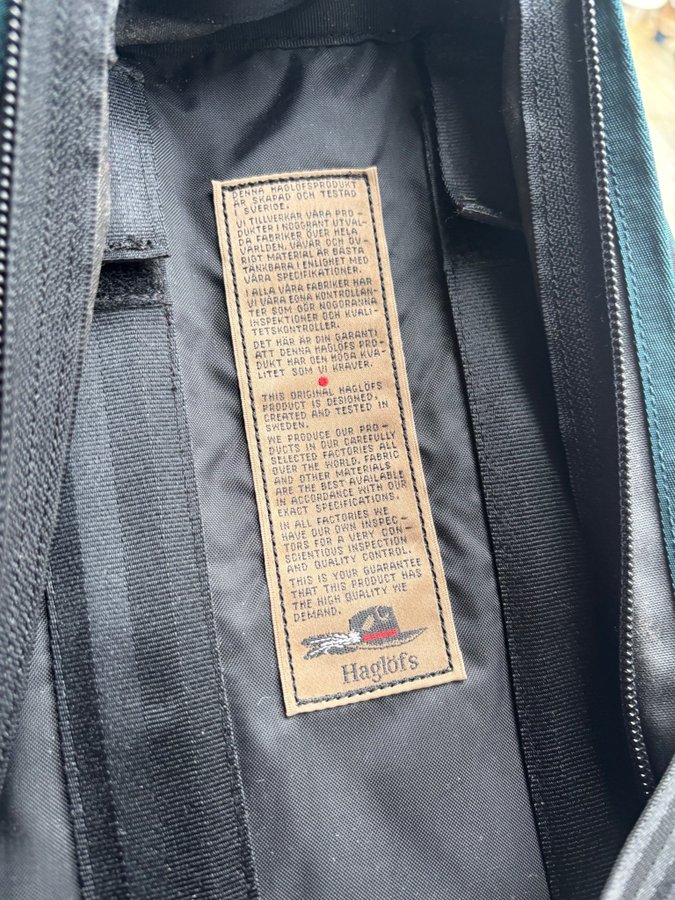 DENNA HAGLÖFSPRODUKT
ÄR SKAPAD OCH TESTAD
I SVERIGE.
VI TILLVERKAR VÅRA PRO-
DUKTER I NOGGRANT UTVAL-
DA FABRIKER ÖVER HELA
VÄRLDEN. VÄVAR OCH ÖV-
RIGT MATERIAL ÄR BÄSTA
TÄNKBARA I ENLIGHET MED
VÅRA SPECIFIKATIONER.
I ALLA VÅRA FABRIKER HAR
VI VÅRA EGNA KONTROLLAN-
TER SOM GÖR NOGGRANNA
INSPEKTIONER OCH KVALI-
TETSKONTROLLER.
DET HÄR ÄR DIN GARANTI
ATT DENNA HAGLÖFS PRO-
DUKT HAR DEN HÖGA KVA-
LITET SOM VI KRÄVER.
THIS ORIGINAL HAGLÖFS
PRODUCT IS DESIGNED,
CREATED AND TESTED IN
SWEDEN.
WE PRODUCE OUR PRO-
DUCTS IN OUR CAREFULLY
SELECTED FACTORIES ALL
OVER THE WORLD. FABRIC
AND OTHER MATERIALS
ARE THE BEST AVAILABLE
IN ACCORDANCE WITH OUR
EXACT SPECIFICATIONS.
IN ALL FACTORIES WE
HAVE OUR OWN INSPEC-
TORS FOR A VERY CON-
SCIENTIOUS INSPECTION
AND QUALITY CONTROL.
THIS IS YOUR GUARANTEE
THAT THIS PRODUCT HAS
THE HIGH QUALITY WE
DEMAND.
Haglöfs